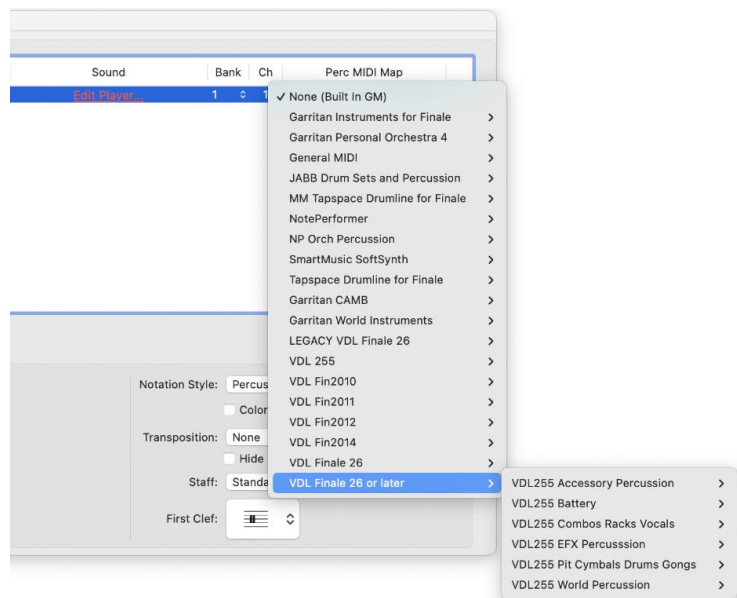 Sound Bank Ch Perc MIDI Map
Edit Player... 1 1
✓ None (Built In GM)
Garritan Instruments for Finale >
Garritan Personal Orchestra 4 >
General MIDI >
JABB Drum Sets and Percussion >
MM Tapspace Drumline for Finale >
NotePerformer >
NP Orch Percussion >
SmartMusic SoftSynth >
Tapspace Drumline for Finale >
Garritan CAMB >
Garritan World Instruments >
LEGACY VDL Finale 26 >
VDL 255 >
VDL Fin2010 >
VDL Fin2011 >
VDL Fin2012 >
VDL Fin2014 >
VDL Finale 26 >
VDL Finale 26 or later >
Notation Style: Percus
Color
Transposition: None
Hide
Staff: Standa
First Clef:
VDL255 Accessory Percussion >
VDL255 Battery >
VDL255 Combos Racks Vocals >
VDL255 EFX Percusssion >
VDL255 Pit Cymbals Drums Gongs >
VDL255 World Percussion >